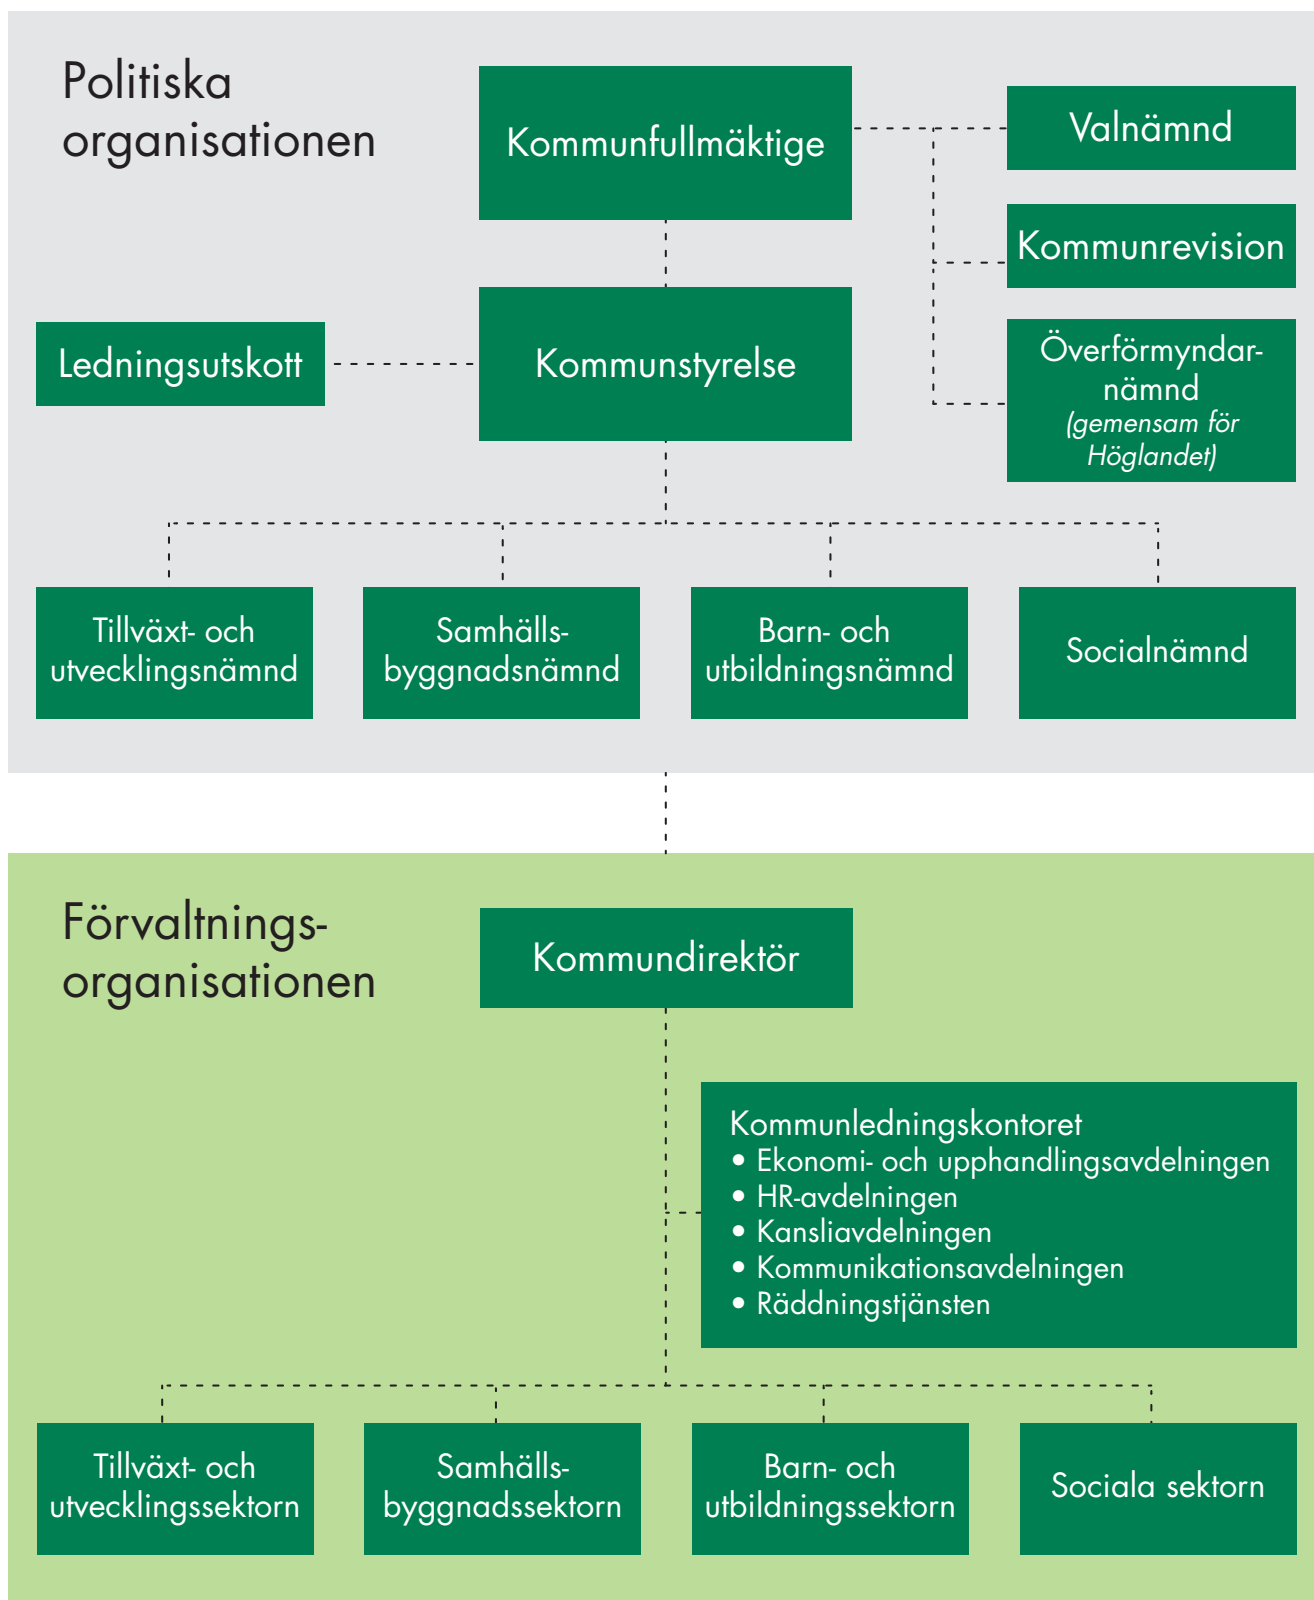 Politiska
organisationen
Kommunfullmäktige
Valnämnd
Kommunrevision
Överförmyndar-
nämnd
(gemensam för
Höglandet)
Ledningsutskott
Kommunstyrelse
Tillväxt- och
utvecklingsnämnd
Samhälls-
byggnadsnämnd
Barn- och
utbildningsnämnd
Socialnämnd
Förvaltnings-
organisationen
Kommundirektör
Kommunledningskontoret
• Ekonomi- och upphandlingsavdelningen
• HR-avdelningen
• Kansliavdelningen
• Kommunikationsavdelningen
• Räddningstjänsten
Tillväxt- och
utvecklingssektorn
Samhälls-
byggnadssektorn
Barn- och
utbildningssektorn
Sociala sektorn